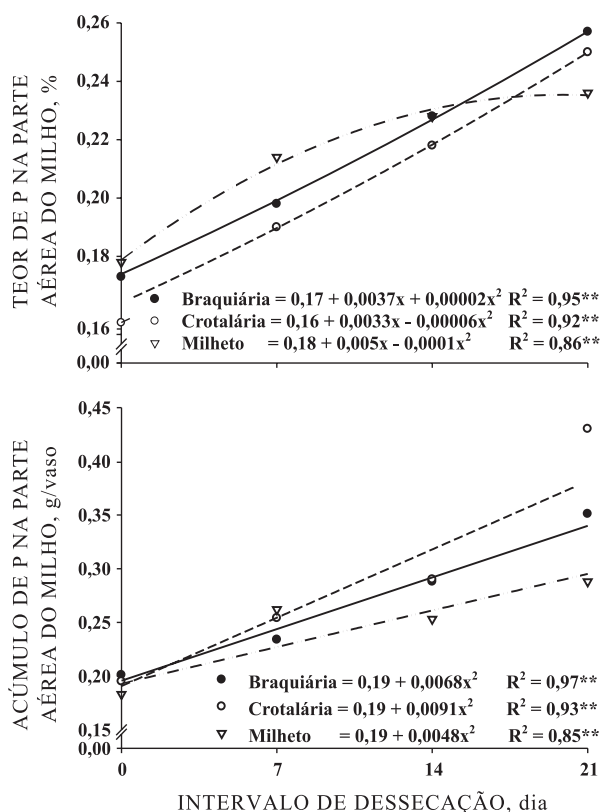 0,26
0,24
0,22
0,20
0,18
0,16
0,00
TEOR DE P NA PARTE
AÉREA DO MILHO, %
Braquiária = 0,17 + 0,0037x + 0,00002x² R² = 0,95**
Crotalária = 0,16 + 0,0033x - 0,00006x² R² = 0,92**
Milheto = 0,18 + 0,005x - 0,0001x² R² = 0,86**
0,45
0,40
0,35
0,30
0,25
0,20
0,15
0,00
ACÚMULO DE P NA PARTE
AÉREA DO MILHO, g/vaso
Braquiária = 0,19 + 0,0068x² R² = 0,97**
Crotalária = 0,19 + 0,0091x² R² = 0,93**
Milheto = 0,19 + 0,0048x² R² = 0,85**
0 7 14 21
INTERVALO DE DESSECAÇÃO, dia